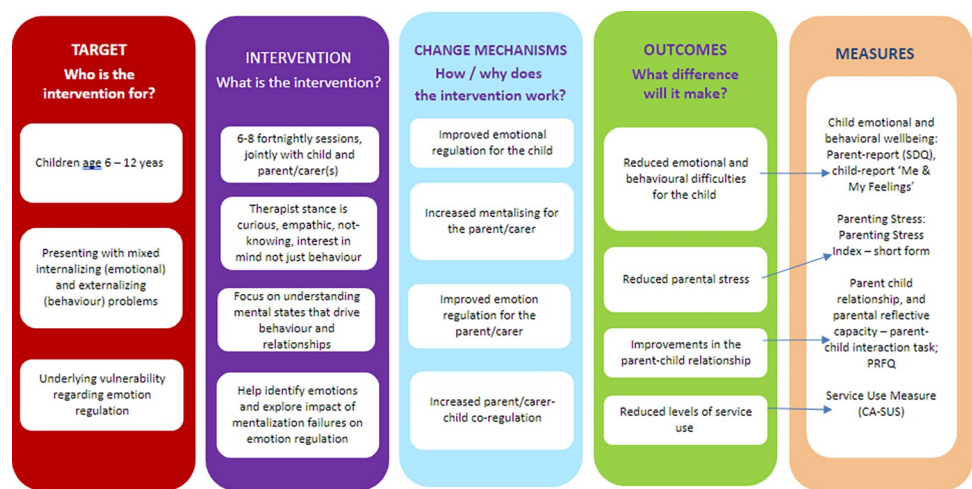 TARGET
Who is the
intervention for?
Children age 6 – 12 yeas
Presenting with mixed
internalizing (emotional)
and externalizing
(behaviour) problems
Underlying vulnerability
regarding emotion
regulation
INTERVENTION
What is the intervention?
6-8 fortnightly sessions,
jointly with child and
parent/carer(s)
Therapist stance is
curious, empathic, not-
knowing, interest in
mind not just behaviour
Focus on understanding
mental states that drive
behaviour and
relationships
Help identify emotions
and explore impact of
mentalization failures on
emotion regulation
CHANGE MECHANISMS
How / why does
the intervention work?
Improved emotional
regulation for the child
Increased mentalising for
the parent/carer
Improved emotion
regulation for the
parent/carer
Increased parent/carer-
child co-regulation
OUTCOMES
What difference
will it make?
Reduced emotional and
behavioural difficulties
for the child
Reduced parental stress
Improvements in the
parent-child relationship
Reduced levels of service
use
MEASURES
Child emotional and
behavioral wellbeing:
Parent-report (SDQ),
child-report 'Me &
My Feelings'
Parenting Stress:
Parenting Stress
Index – short form
Parent child
relationship, and
parental reflective
capacity – parent-
child interaction task;
PRFQ
Service Use Measure
(CA-SUS)